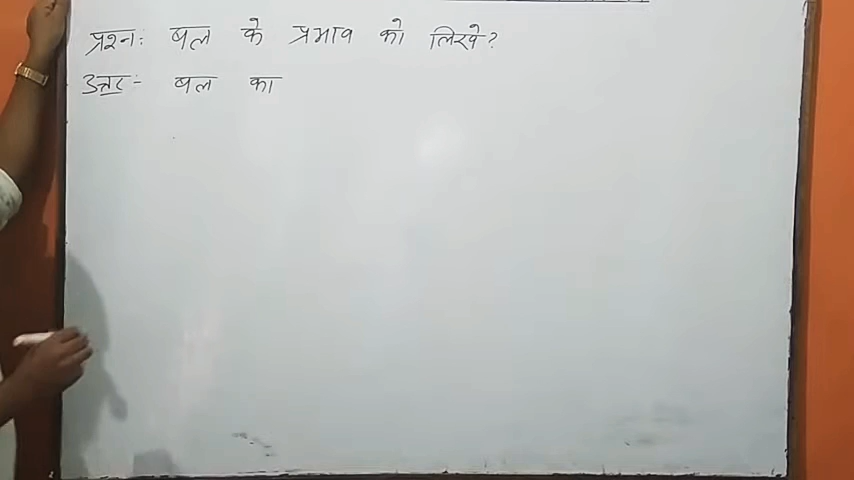 प्रश्न: बल के प्रभाव को लिखे?
उत्तर:- बल का